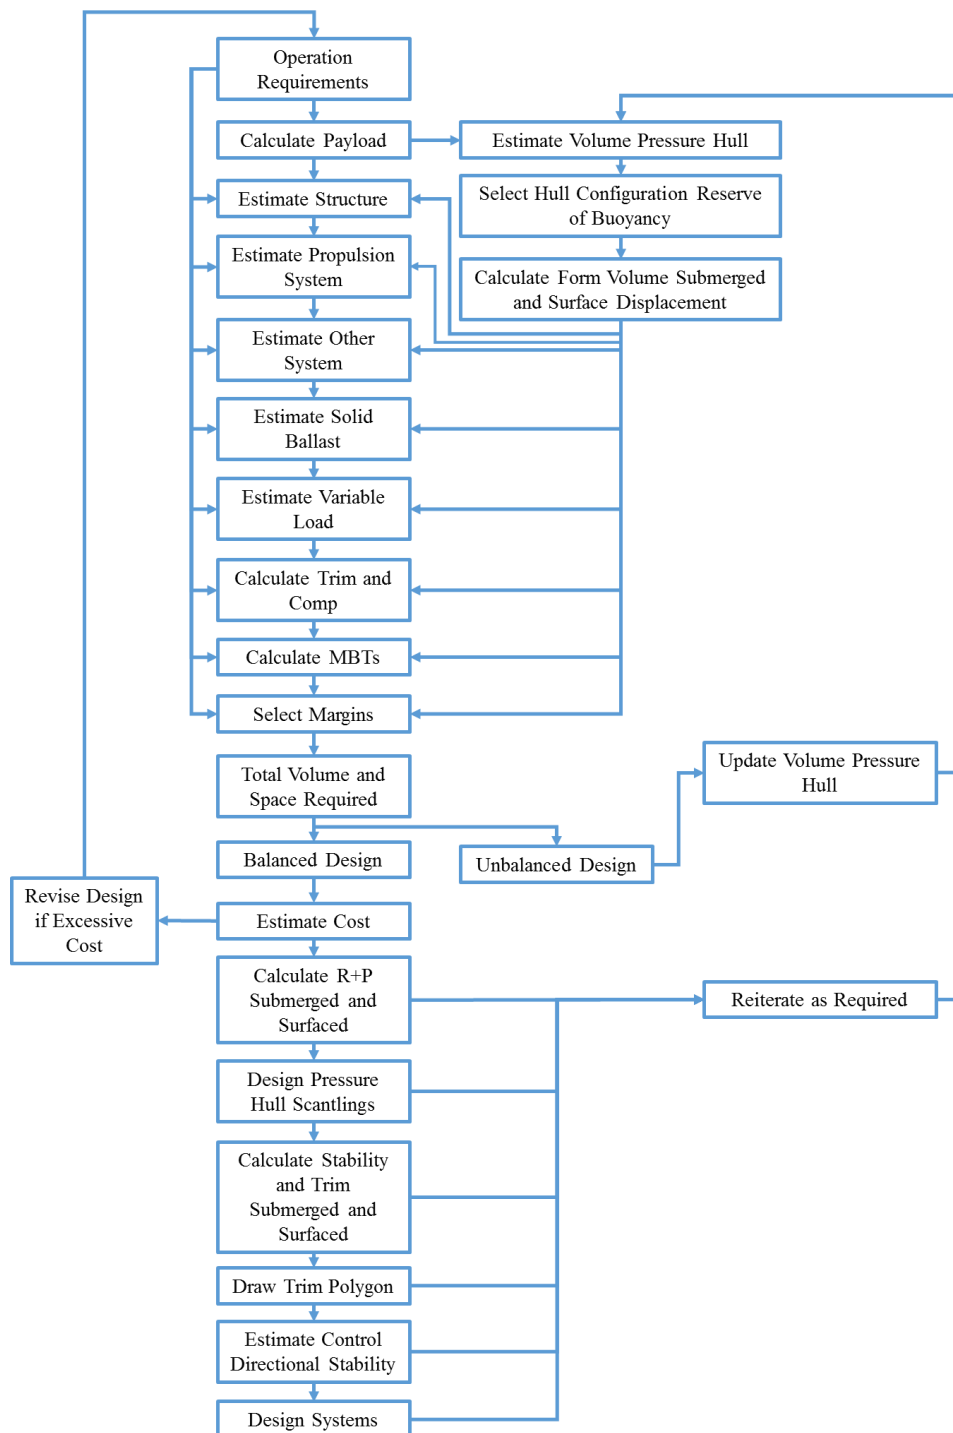 Operation
Requirements
Calculate Payload
Estimate Volume Pressure Hull
Estimate Structure
Select Hull Configuration Reserve
of Buoyancy
Estimate Propulsion
System
Calculate Form Volume Submerged
and Surface Displacement
Estimate Other
System
Estimate Solid
Ballast
Estimate Variable
Load
Calculate Trim and
Comp
Calculate MBTs
Select Margins
Total Volume and
Space Required
Update Volume Pressure
Hull
Balanced Design
Unbalanced Design
Revise Design
if Excessive
Cost
Estimate Cost
Calculate R+P
Submerged and
Surfaced
Reiterate as Required
Design Pressure
Hull Scantlings
Calculate Stability
and Trim
Submerged and
Surfaced
Draw Trim Polygon
Estimate Control
Directional Stability
Design Systems